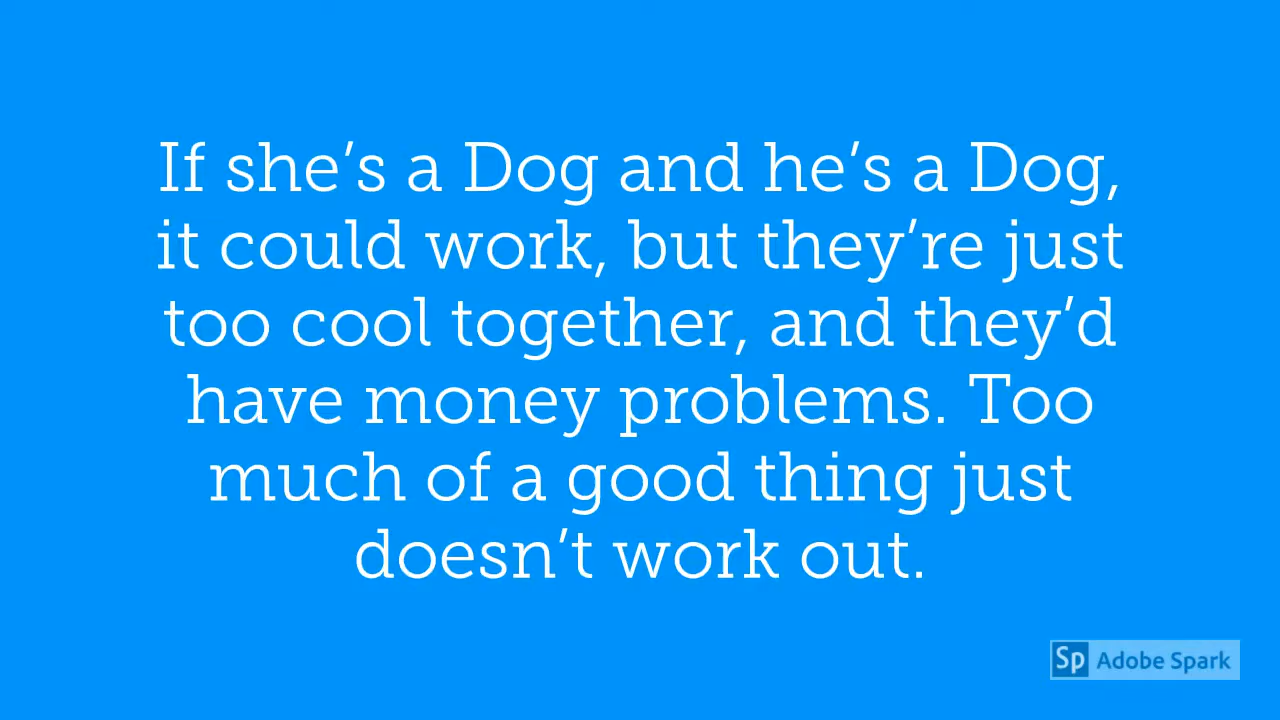 If she’s a Dog and he’s a Dog,
it could work, but they’re just
too cool together, and they’d
have money problems. Too
much of a good thing just
doesn’t work out.
Sp Adobe Spark